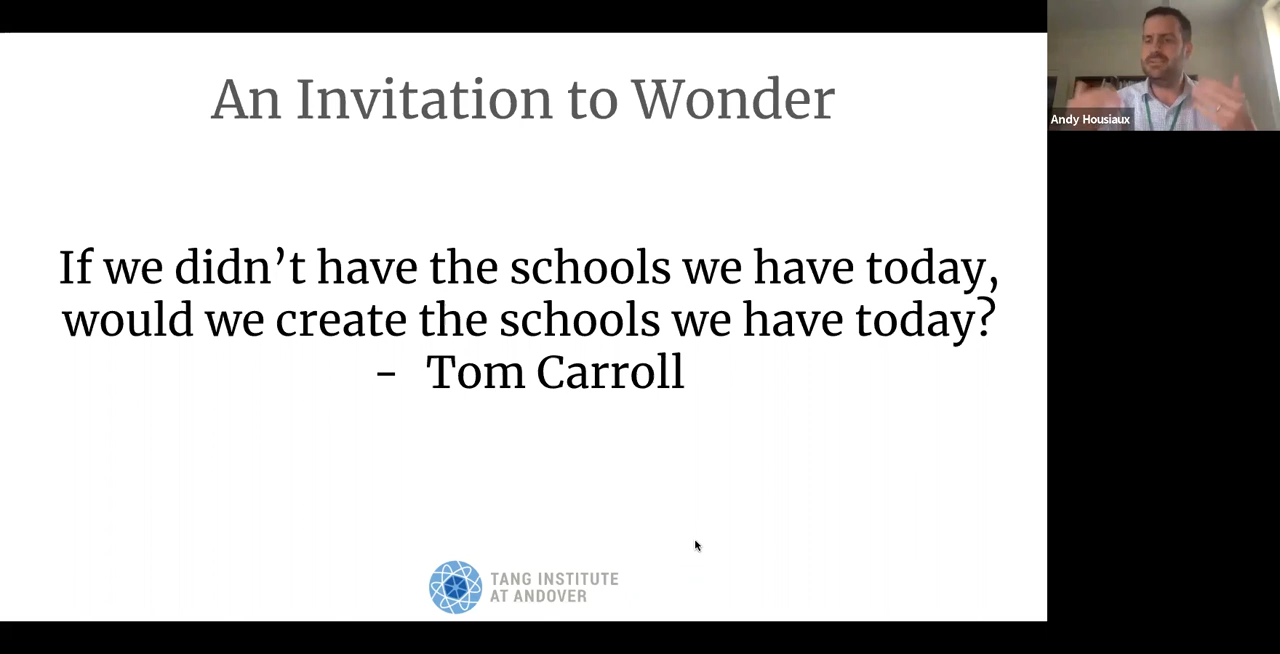 An Invitation to Wonder
If we didn’t have the schools we have today,
would we create the schools we have today?
- Tom Carroll
TANG INSTITUTE
AT ANDOVER
Andy Housiaux